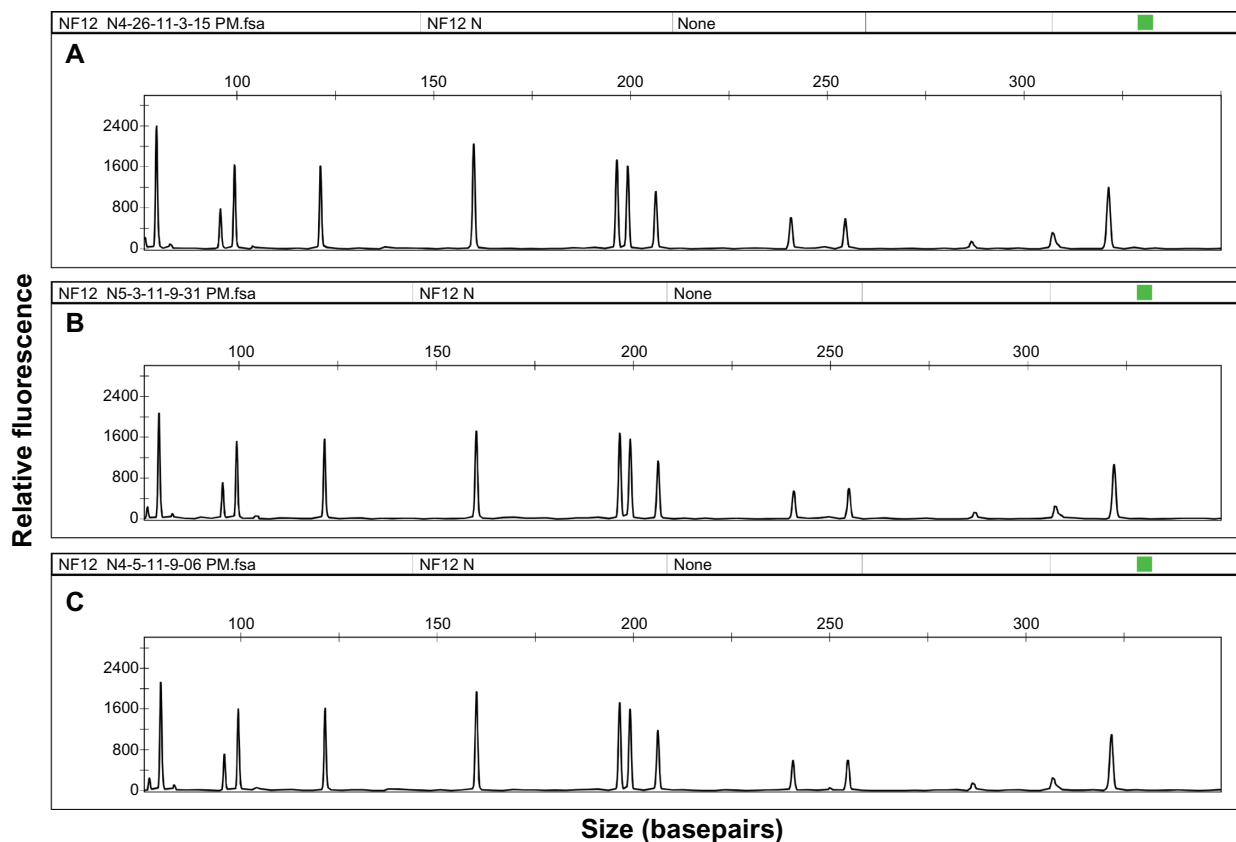 NF12 N4-26-11-3-15 PM.fsa NF12 N None
A
100 150 200 250 300
2400
1600
800
0
NF12 N5-3-11-9-31 PM.fsa NF12 N None
B
100 150 200 250 300
2400
1600
800
0
NF12 N4-5-11-9-06 PM.fsa NF12 N None
C
100 150 200 250 300
2400
1600
800
0
Relative fluorescence
Size (basepairs)